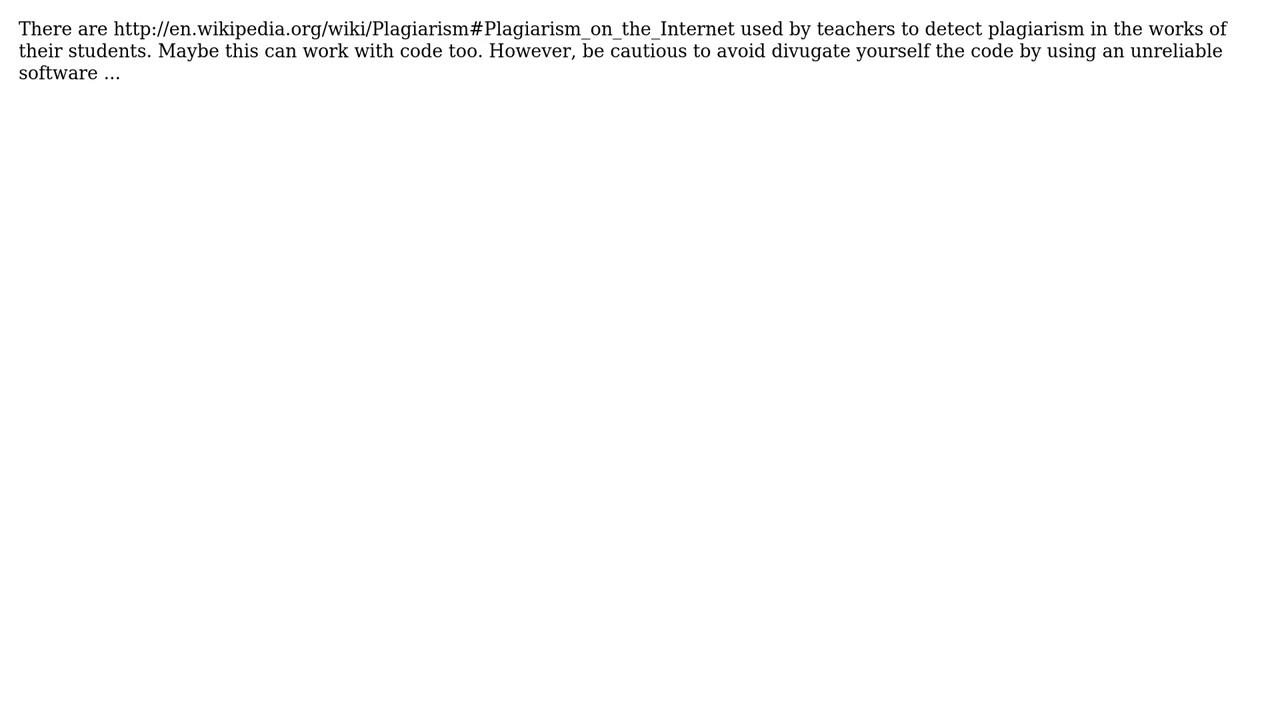 There are http://en.wikipedia.org/wiki/Plagiarism#Plagiarism_on_the_Internet used by teachers to detect plagiarism in the works of
their students. Maybe this can work with code too. However, be cautious to avoid divugate yourself the code by using an unreliable
software ...